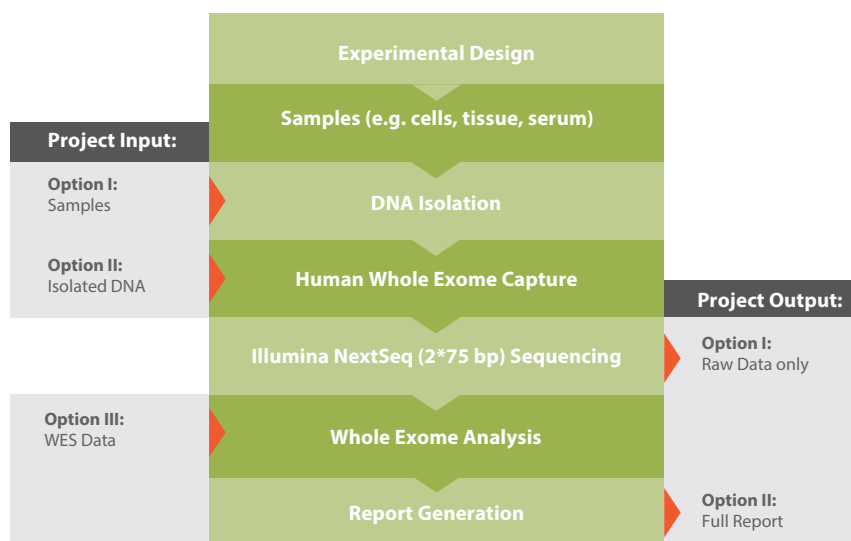 Experimental Design
Samples (e.g. cells, tissue, serum)
Project Input:
Option I:
Samples
DNA Isolation
Option II:
Isolated DNA
Human Whole Exome Capture
Project Output:
Illumina NextSeq (2*75 bp) Sequencing
Option I:
Raw Data only
Option III:
WES Data
Whole Exome Analysis
Report Generation
Option II:
Full Report